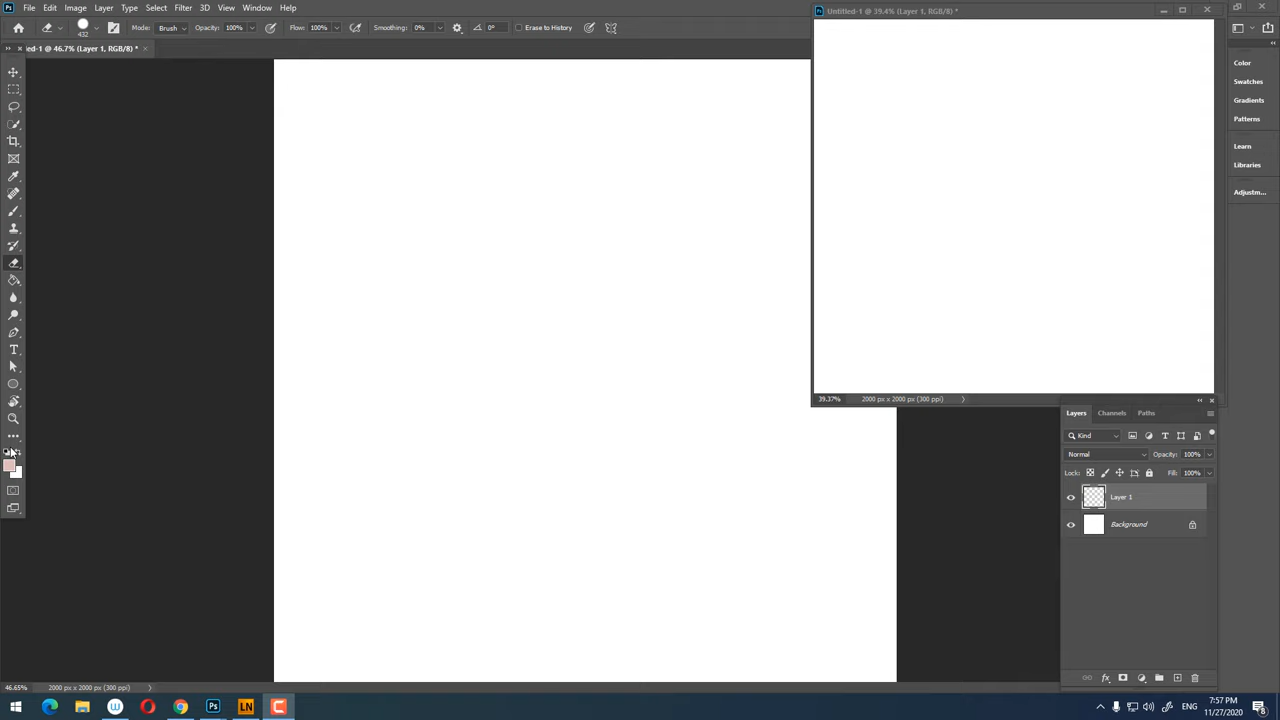 File Edit Image Layer Type Select Filter 3D View Window Help
432 Mode: Brush Opacity: 100% Flow: 100% Smoothing: 0% 0° Erase to History
ed-1 @ 46.7% (Layer 1, RGB/8) *
Untitled-1 @ 39.4% (Layer 1, RGB/8) *
Color
Swatches
Gradients
Patterns
Learn
Libraries
Adjustm...
39.37% 2000 px x 2000 px (300 ppi)
Layers Channels Paths
Kind
Normal Opacity: 100%
Lock: Fill: 100%
Layer 1
Background
46.65% 2000 px x 2000 px (300 ppi)
ENG 7:57 PM
11/27/2020 8